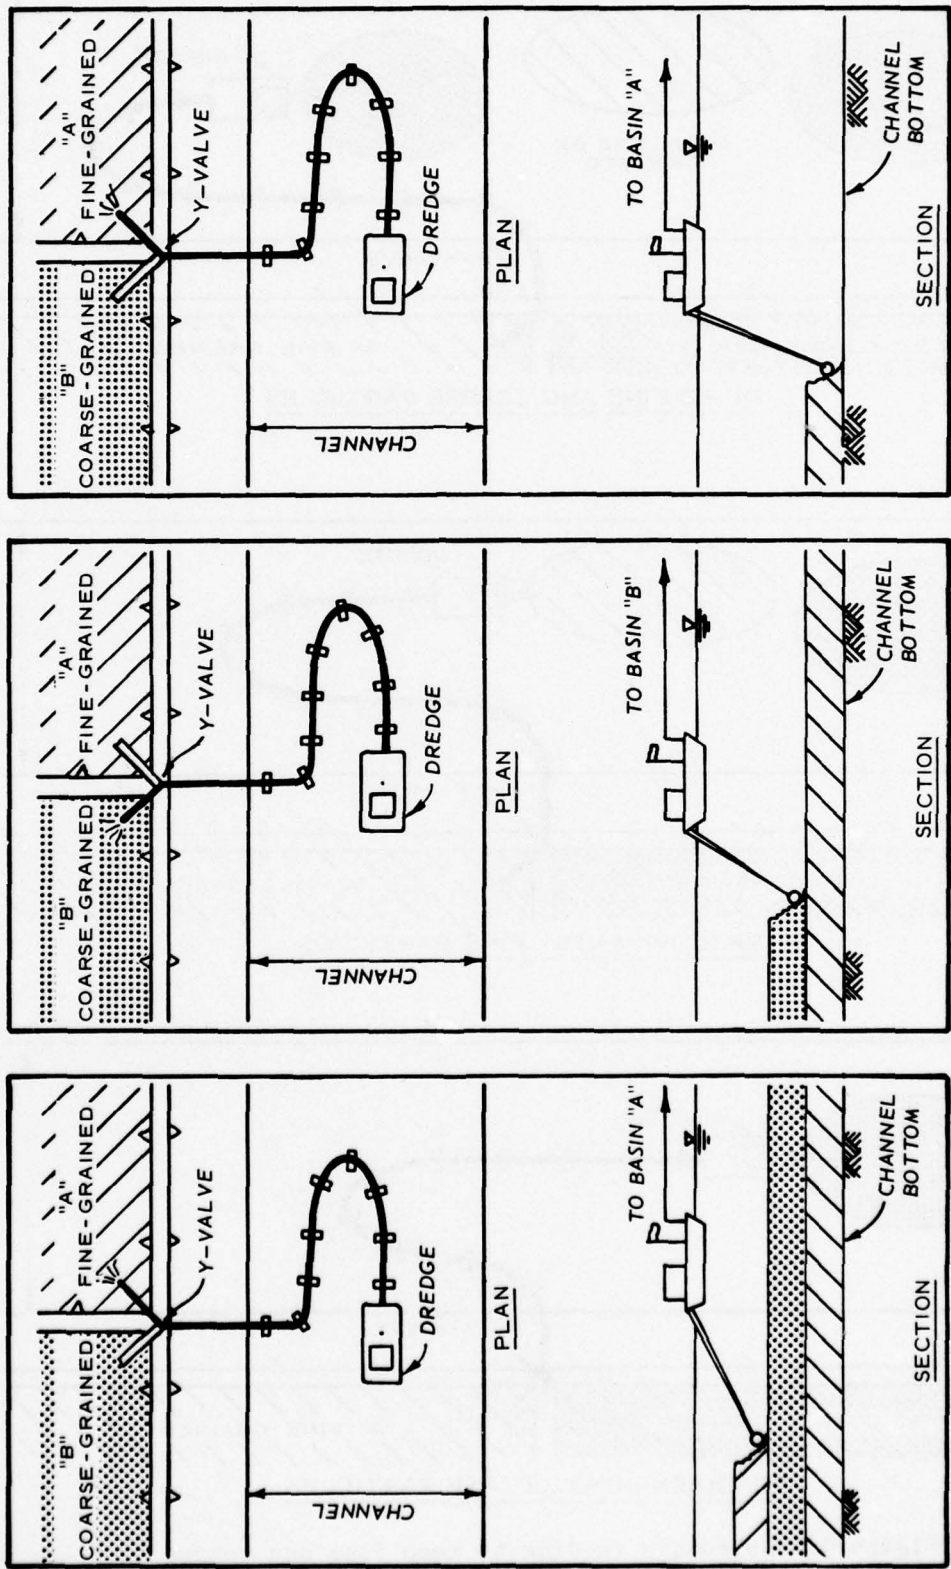 "B"
COARSE-GRAINED
"A"
FINE-GRAINED
Y-VALVE
CHANNEL
DREDGE
PLAN
TO BASIN "A"
CHANNEL
BOTTOM
SECTION
"B"
COARSE-GRAINED
"A"
FINE-GRAINED
Y-VALVE
CHANNEL
DREDGE
PLAN
TO BASIN "B"
CHANNEL
BOTTOM
SECTION
"B"
COARSE-GRAINED
"A"
FINE-GRAINED
Y-VALVE
CHANNEL
DREDGE
PLAN
TO BASIN "A"
CHANNEL
BOTTOM
SECTION